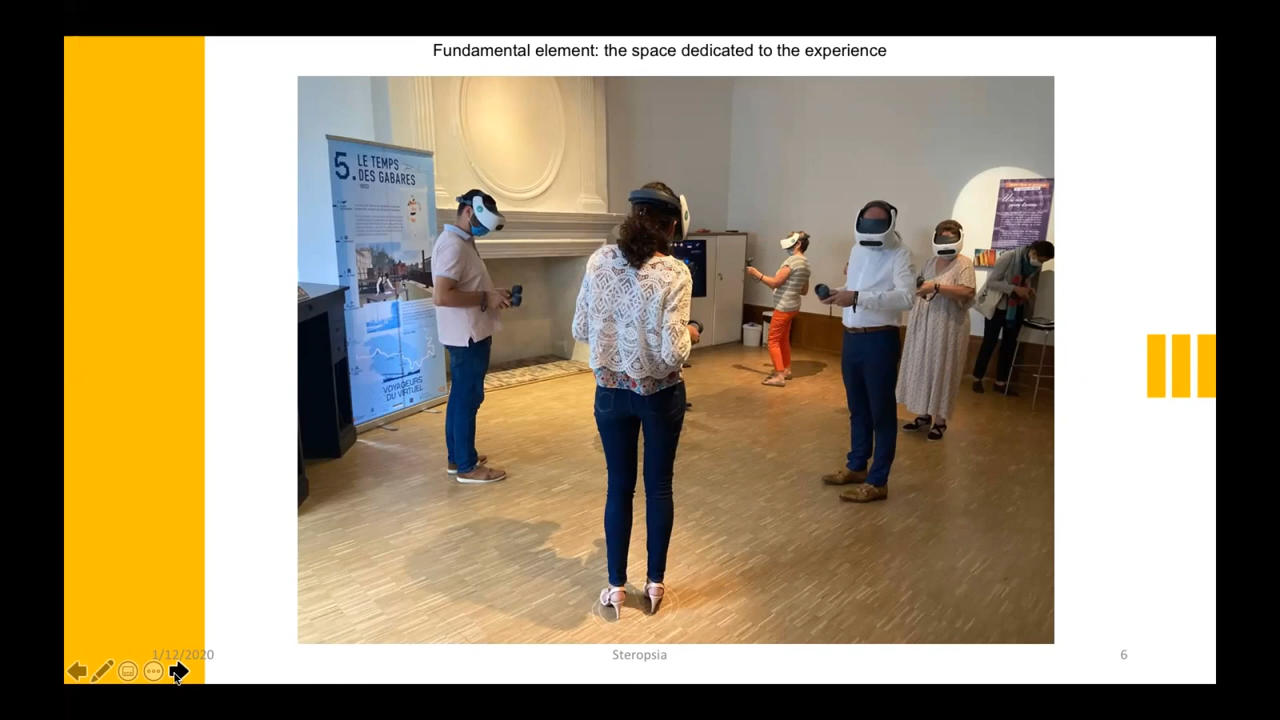 Fundamental element: the space dedicated to the experience
5. LE TEMPS
DES GABARES
VOYAGEURS
DU VIRTUEL
1/12/2020
Steropsia
6